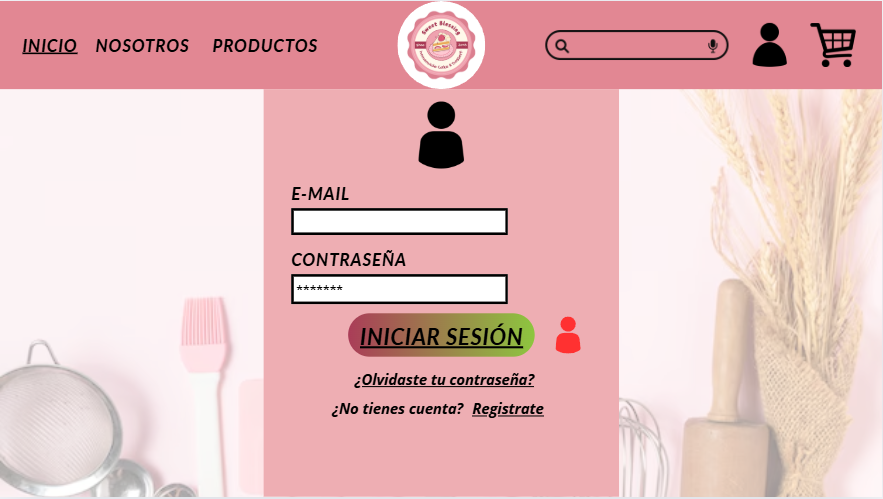 INICIO NOSOTROS PRODUCTOS
Sweet Blessing
E-MAIL
CONTRASEÑA
*******
INICIAR SESIÓN
¿Olvidaste tu contraseña?
¿No tienes cuenta? Registrate